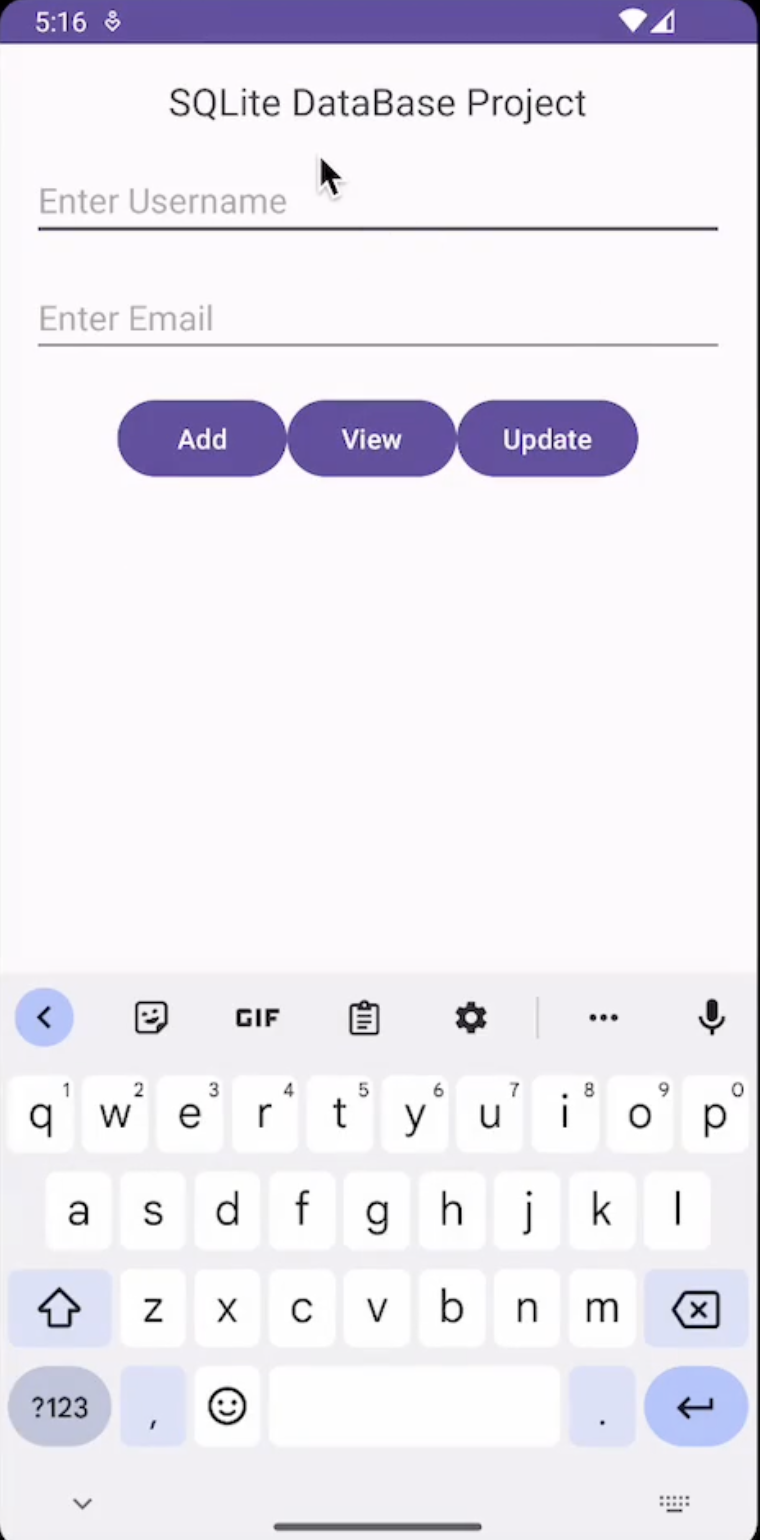 5:16
SQLite DataBase Project
Enter Username
Enter Email
Add View Update
GIF
q 1 w 2 e 3 r 4 t 5 y 6 u 7 i 8 o 9 p 0
a s d f g h j k l
z x c v b n m
?123 , .